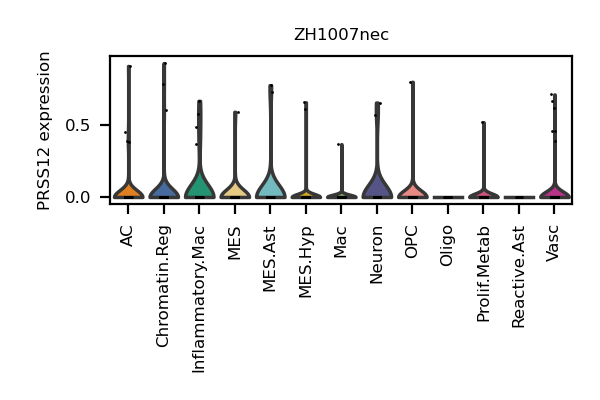 ZH1007nec
PRSS12 expression
0.5
0.0
AC
Chromatin.Reg
Inflammatory.Mac
MES
MES.Ast
MES.Hyp
Mac
Neuron
OPC
Oligo
Prolif.Metab
Reactive.Ast
Vasc